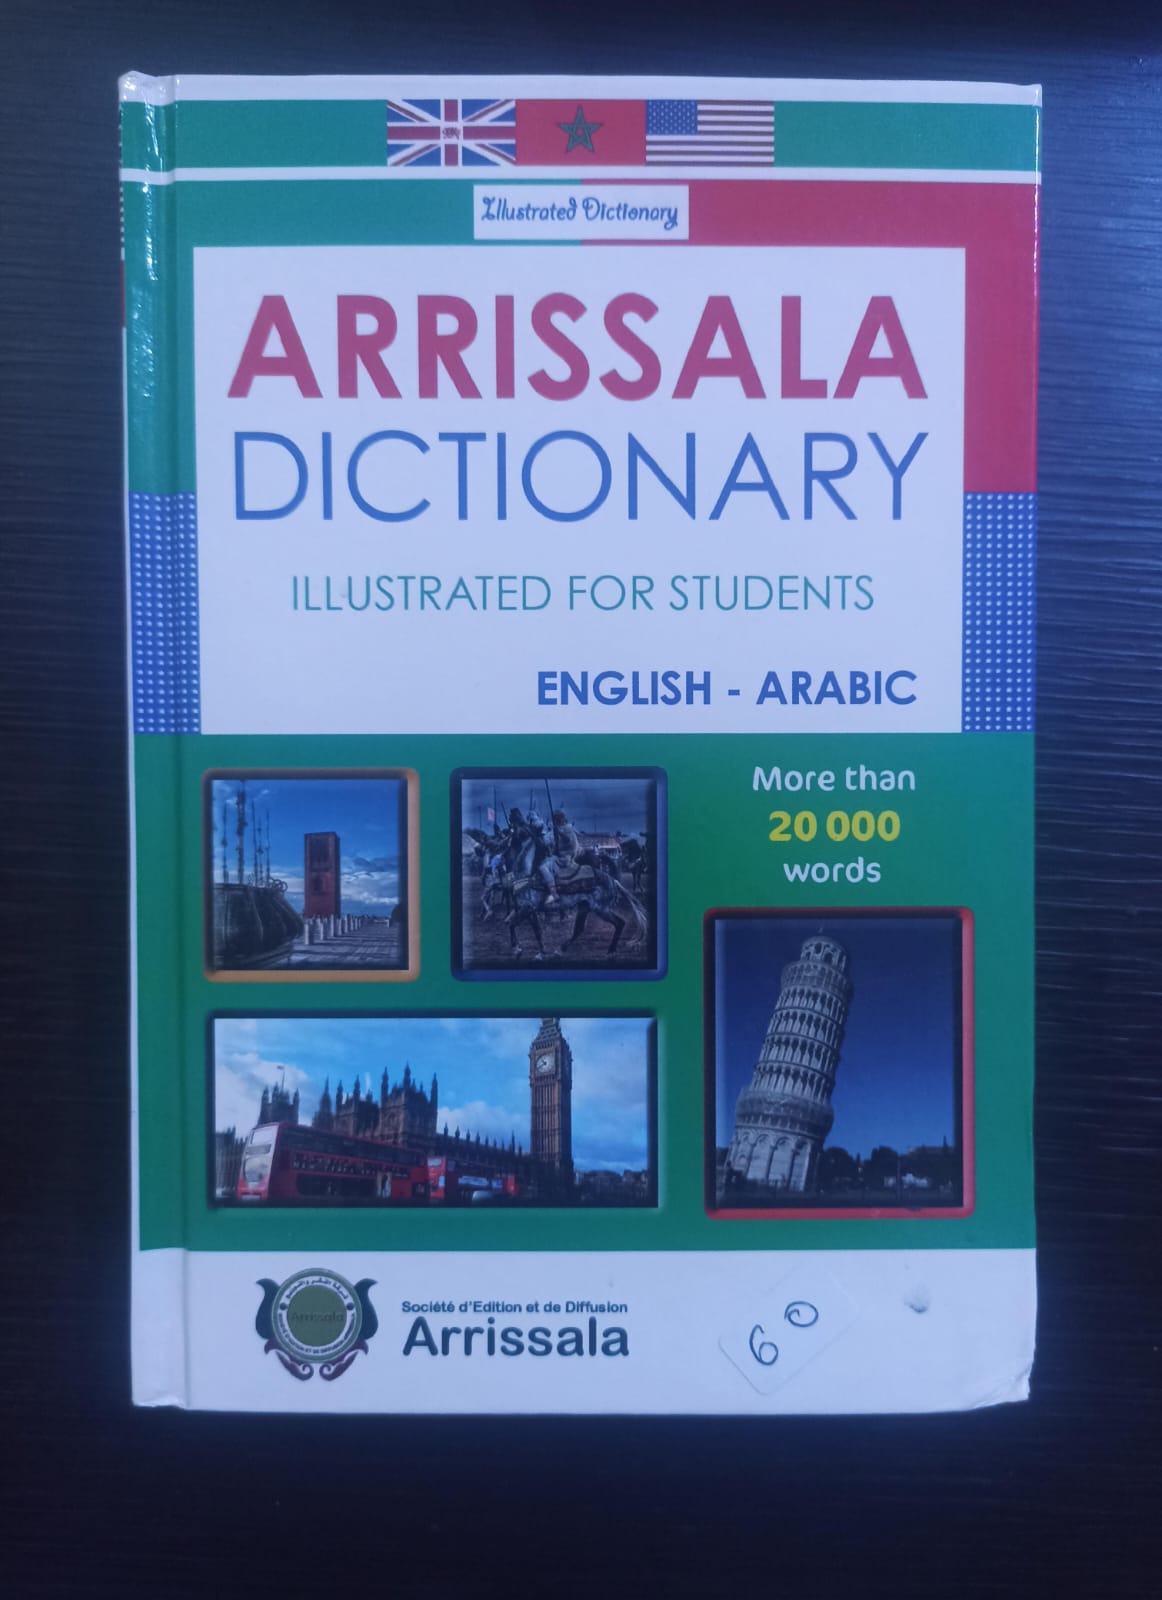 Illustrated Dictionary
ARRISSALA
DICTIONARY
ILLUSTRATED FOR STUDENTS
ENGLISH - ARABIC
More than
20 000
words
Arrissala
Société d'Edition et de Diffusion
Arrissala
60